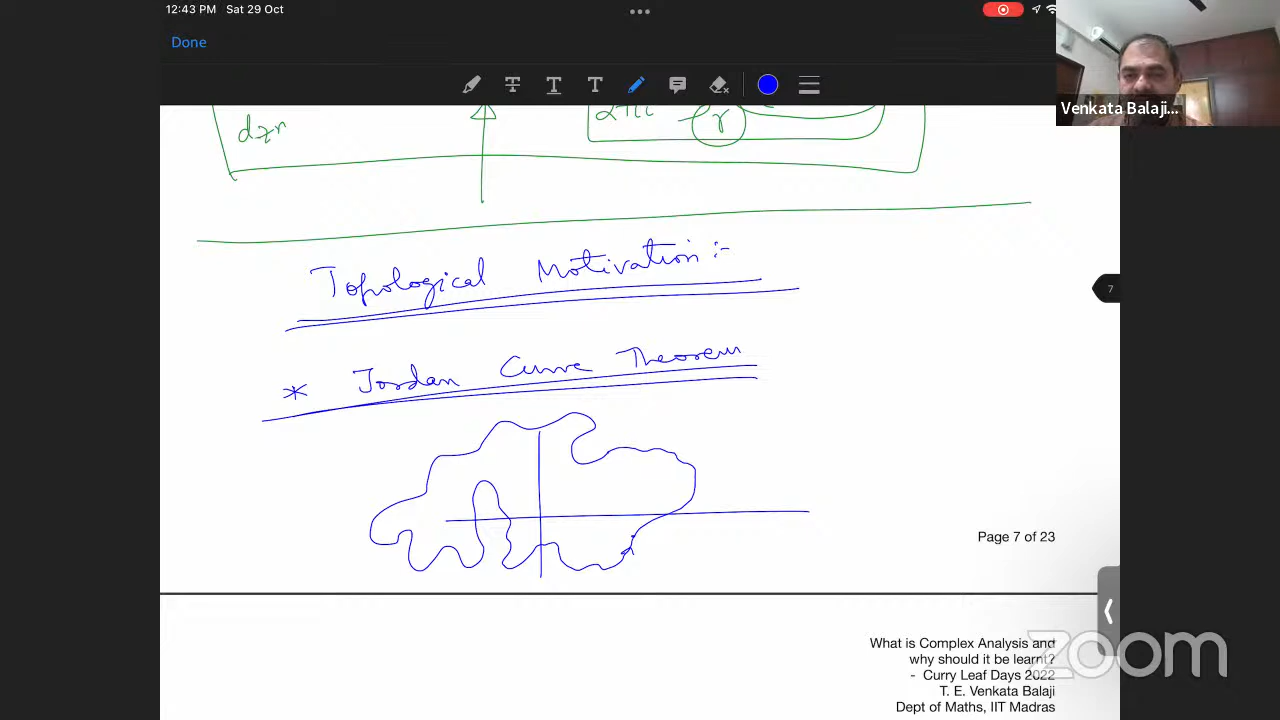 12:43 PM Sat 29 Oct
Done
Venkata Balaji...
dzⁿ
γ
Topological Motivation :-
* Jordan Curve Theorem
7
Page 7 of 23
What is Complex Analysis and
why should it be learnt?
- Curry Leaf Days 2022
T. E. Venkata Balaji
Dept of Maths, IIT Madras
zoom